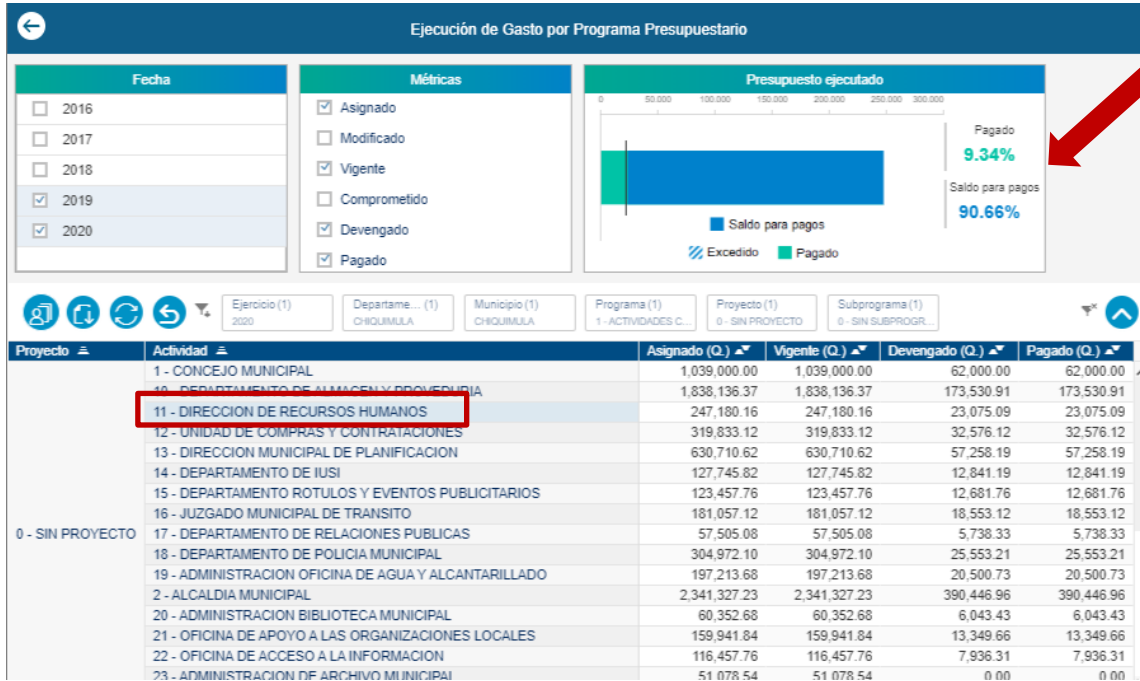 Ejecución de Gasto por Programa Presupuestario
Fecha
2016
2017
2018
2019
2020
Métricas
Asignado
Modificado
Vigente
Comprometido
Devengado
Pagado
Presupuesto ejecutado
0 50.000 100.000 150.000 200.000 250.000 300.000
Pagado
9.34%
Saldo para pagos
90.66%
Saldo para pagos
Excedido Pagado
Ejercicio (1) Departame... (1) Municipio (1) Programa (1) Proyecto (1) Subprograma (1)
2020 CHIQUIMULA CHIQUIMULA 1 - ACTIVIDADES C... 0 - SIN PROYECTO 0 - SIN SUBPROGR...
Proyecto Actividad Asignado (Q.) Vigente (Q.) Devengado (Q.) Pagado (Q.)
1 - CONCEJO MUNICIPAL 1,039,000.00 1,039,000.00 62,000.00 62,000.00
10 - DEPARTAMENTO DE ALMACEN Y PROVEDURIA 1,838,136.37 1,838,136.37 173,530.91 173,530.91
11 - DIRECCION DE RECURSOS HUMANOS 247,180.16 247,180.16 23,075.09 23,075.09
12 - UNIDAD DE COMPRAS Y CONTRATACIONES 319,833.12 319,833.12 32,576.12 32,576.12
13 - DIRECCION MUNICIPAL DE PLANIFICACION 630,710.62 630,710.62 57,258.19 57,258.19
14 - DEPARTAMENTO DE IUSI 127,745.82 127,745.82 12,841.19 12,841.19
15 - DEPARTAMENTO ROTULOS Y EVENTOS PUBLICITARIOS 123,457.76 123,457.76 12,681.76 12,681.76
16 - JUZGADO MUNICIPAL DE TRANSITO 181,057.12 181,057.12 18,553.12 18,553.12
0 - SIN PROYECTO 17 - DEPARTAMENTO DE RELACIONES PUBLICAS 57,505.08 57,505.08 5,738.33 5,738.33
18 - DEPARTAMENTO DE POLICIA MUNICIPAL 304,972.10 304,972.10 25,553.21 25,553.21
19 - ADMINISTRACION OFICINA DE AGUA Y ALCANTARILLADO 197,213.68 197,213.68 20,500.73 20,500.73
2 - ALCALDIA MUNICIPAL 2,341,327.23 2,341,327.23 390,446.96 390,446.96
20 - ADMINISTRACION BIBLIOTECA MUNICIPAL 60,352.68 60,352.68 6,043.43 6,043.43
21 - OFICINA DE APOYO A LAS ORGANIZACIONES LOCALES 159,941.84 159,941.84 13,349.66 13,349.66
22 - OFICINA DE ACCESO A LA INFORMACION 116,457.76 116,457.76 7,936.31 7,936.31
23 - ADMINISTRACION DE ARCHIVO MUNICIPAL 51,078.54 51,078.54 0.00 0.00